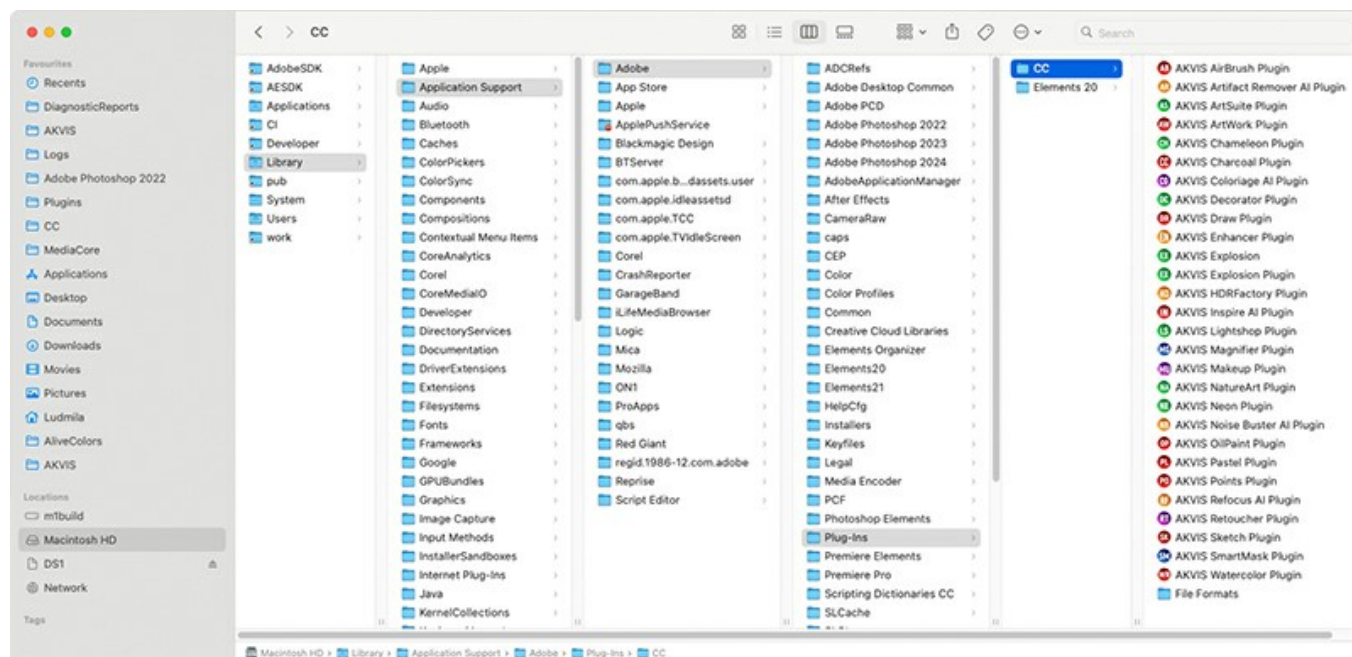 CC
Search
Favourites
Recents
DiagnosticReports
AKVIS
Logs
Adobe Photoshop 2022
Plugins
CC
MediaCore
Applications
Desktop
Documents
Downloads
Movies
Pictures
Ludmila
AliveColors
AKVIS
Locations
m1build
Macintosh HD
DS1
Network
Tags
AdobeSDK
AESDK
Applications
CI
Developer
Library
pub
System
Users
work
Apple
Application Support
Audio
Bluetooth
Caches
ColorPickers
ColorSync
Components
Compositions
Contextual Menu Items
CoreAnalytics
Corel
CoreMediaIO
Developer
DirectoryServices
Documentation
DriverExtensions
Extensions
Filesystems
Fonts
Frameworks
Google
GPUBundles
Graphics
Image Capture
Input Methods
InstallerSandboxes
Internet Plug-Ins
Java
KernelCollections
Adobe
App Store
Apple
ApplePushService
Blackmagic Design
BTServer
com.apple.b...dassets.user
com.apple.idleassetsd
com.apple.TCC
com.apple.TVIdleScreen
Corel
CrashReporter
GarageBand
iLifeMediaBrowser
Logic
Mica
Mozilla
ON1
ProApps
qbs
Red Giant
regid.1986-12.com.adobe
Reprise
Script Editor
ADCRefs
Adobe Desktop Common
Adobe PCD
Adobe Photoshop 2022
Adobe Photoshop 2023
Adobe Photoshop 2024
AdobeApplicationManager
After Effects
CameraRaw
caps
CEP
Color
Color Profiles
Common
Creative Cloud Libraries
Elements Organizer
Elements20
Elements21
HelpCfg
Installers
Keyfiles
Legal
Media Encoder
PCF
Photoshop Elements
Plug-Ins
Premiere Elements
Premiere Pro
Scripting Dictionaries CC
SLCache
CC
Elements 20
AKVIS AirBrush Plugin
AKVIS Artifact Remover AI Plugin
AKVIS ArtSuite Plugin
AKVIS ArtWork Plugin
AKVIS Chameleon Plugin
AKVIS Charcoal Plugin
AKVIS Coloriage AI Plugin
AKVIS Decorator Plugin
AKVIS Draw Plugin
AKVIS Enhancer Plugin
AKVIS Explosion
AKVIS Explosion Plugin
AKVIS HDRFactory Plugin
AKVIS Inspire AI Plugin
AKVIS Lightshop Plugin
AKVIS Magnifier Plugin
AKVIS Makeup Plugin
AKVIS NatureArt Plugin
AKVIS Neon Plugin
AKVIS Noise Buster AI Plugin
AKVIS OilPaint Plugin
AKVIS Pastel Plugin
AKVIS Points Plugin
AKVIS Refocus AI Plugin
AKVIS Retoucher Plugin
AKVIS Sketch Plugin
AKVIS SmartMask Plugin
AKVIS Watercolor Plugin
File Formats
Macintosh HD › Library › Application Support › Adobe › Plug-Ins › CC